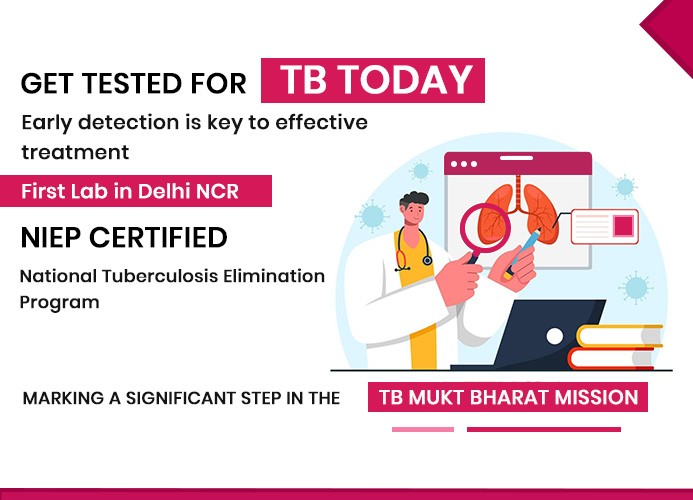 GET TESTED FOR TB TODAY
Early detection is key to effective
treatment
First Lab in Delhi NCR
NIEP CERTIFIED
National Tuberculosis Elimination
Program
MARKING A SIGNIFICANT STEP IN THE TB MUKT BHARAT MISSION